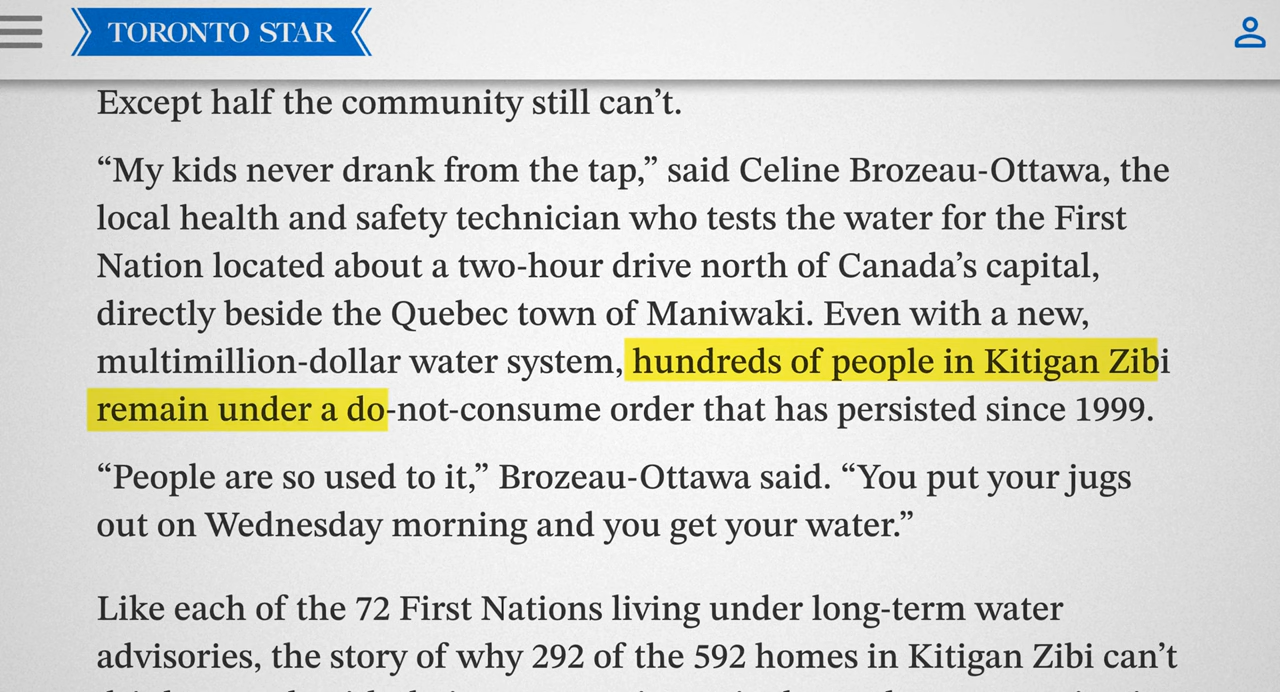 TORONTO STAR
Except half the community still can’t.
“My kids never drank from the tap,” said Celine Brozeau-Ottawa, the
local health and safety technician who tests the water for the First
Nation located about a two-hour drive north of Canada’s capital,
directly beside the Quebec town of Maniwaki. Even with a new,
multimillion-dollar water system, hundreds of people in Kitigan Zibi
remain under a do-not-consume order that has persisted since 1999.
“People are so used to it,” Brozeau-Ottawa said. “You put your jugs
out on Wednesday morning and you get your water.”
Like each of the 72 First Nations living under long-term water
advisories, the story of why 292 of the 592 homes in Kitigan Zibi can’t